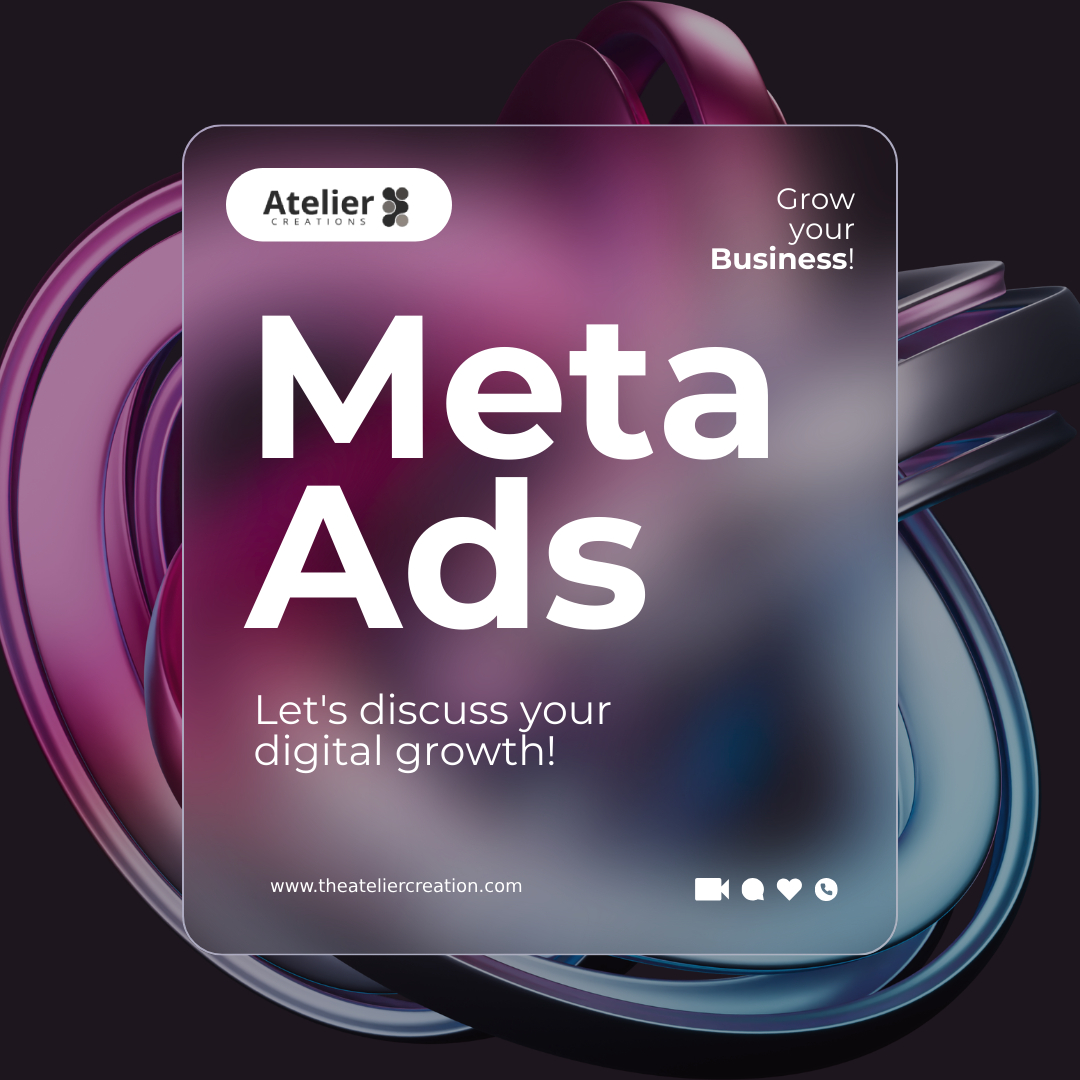 Atelier
CREATIONS
Grow
your
Business!
Meta
Ads
Let's discuss your
digital growth!
www.theateliercreation.com